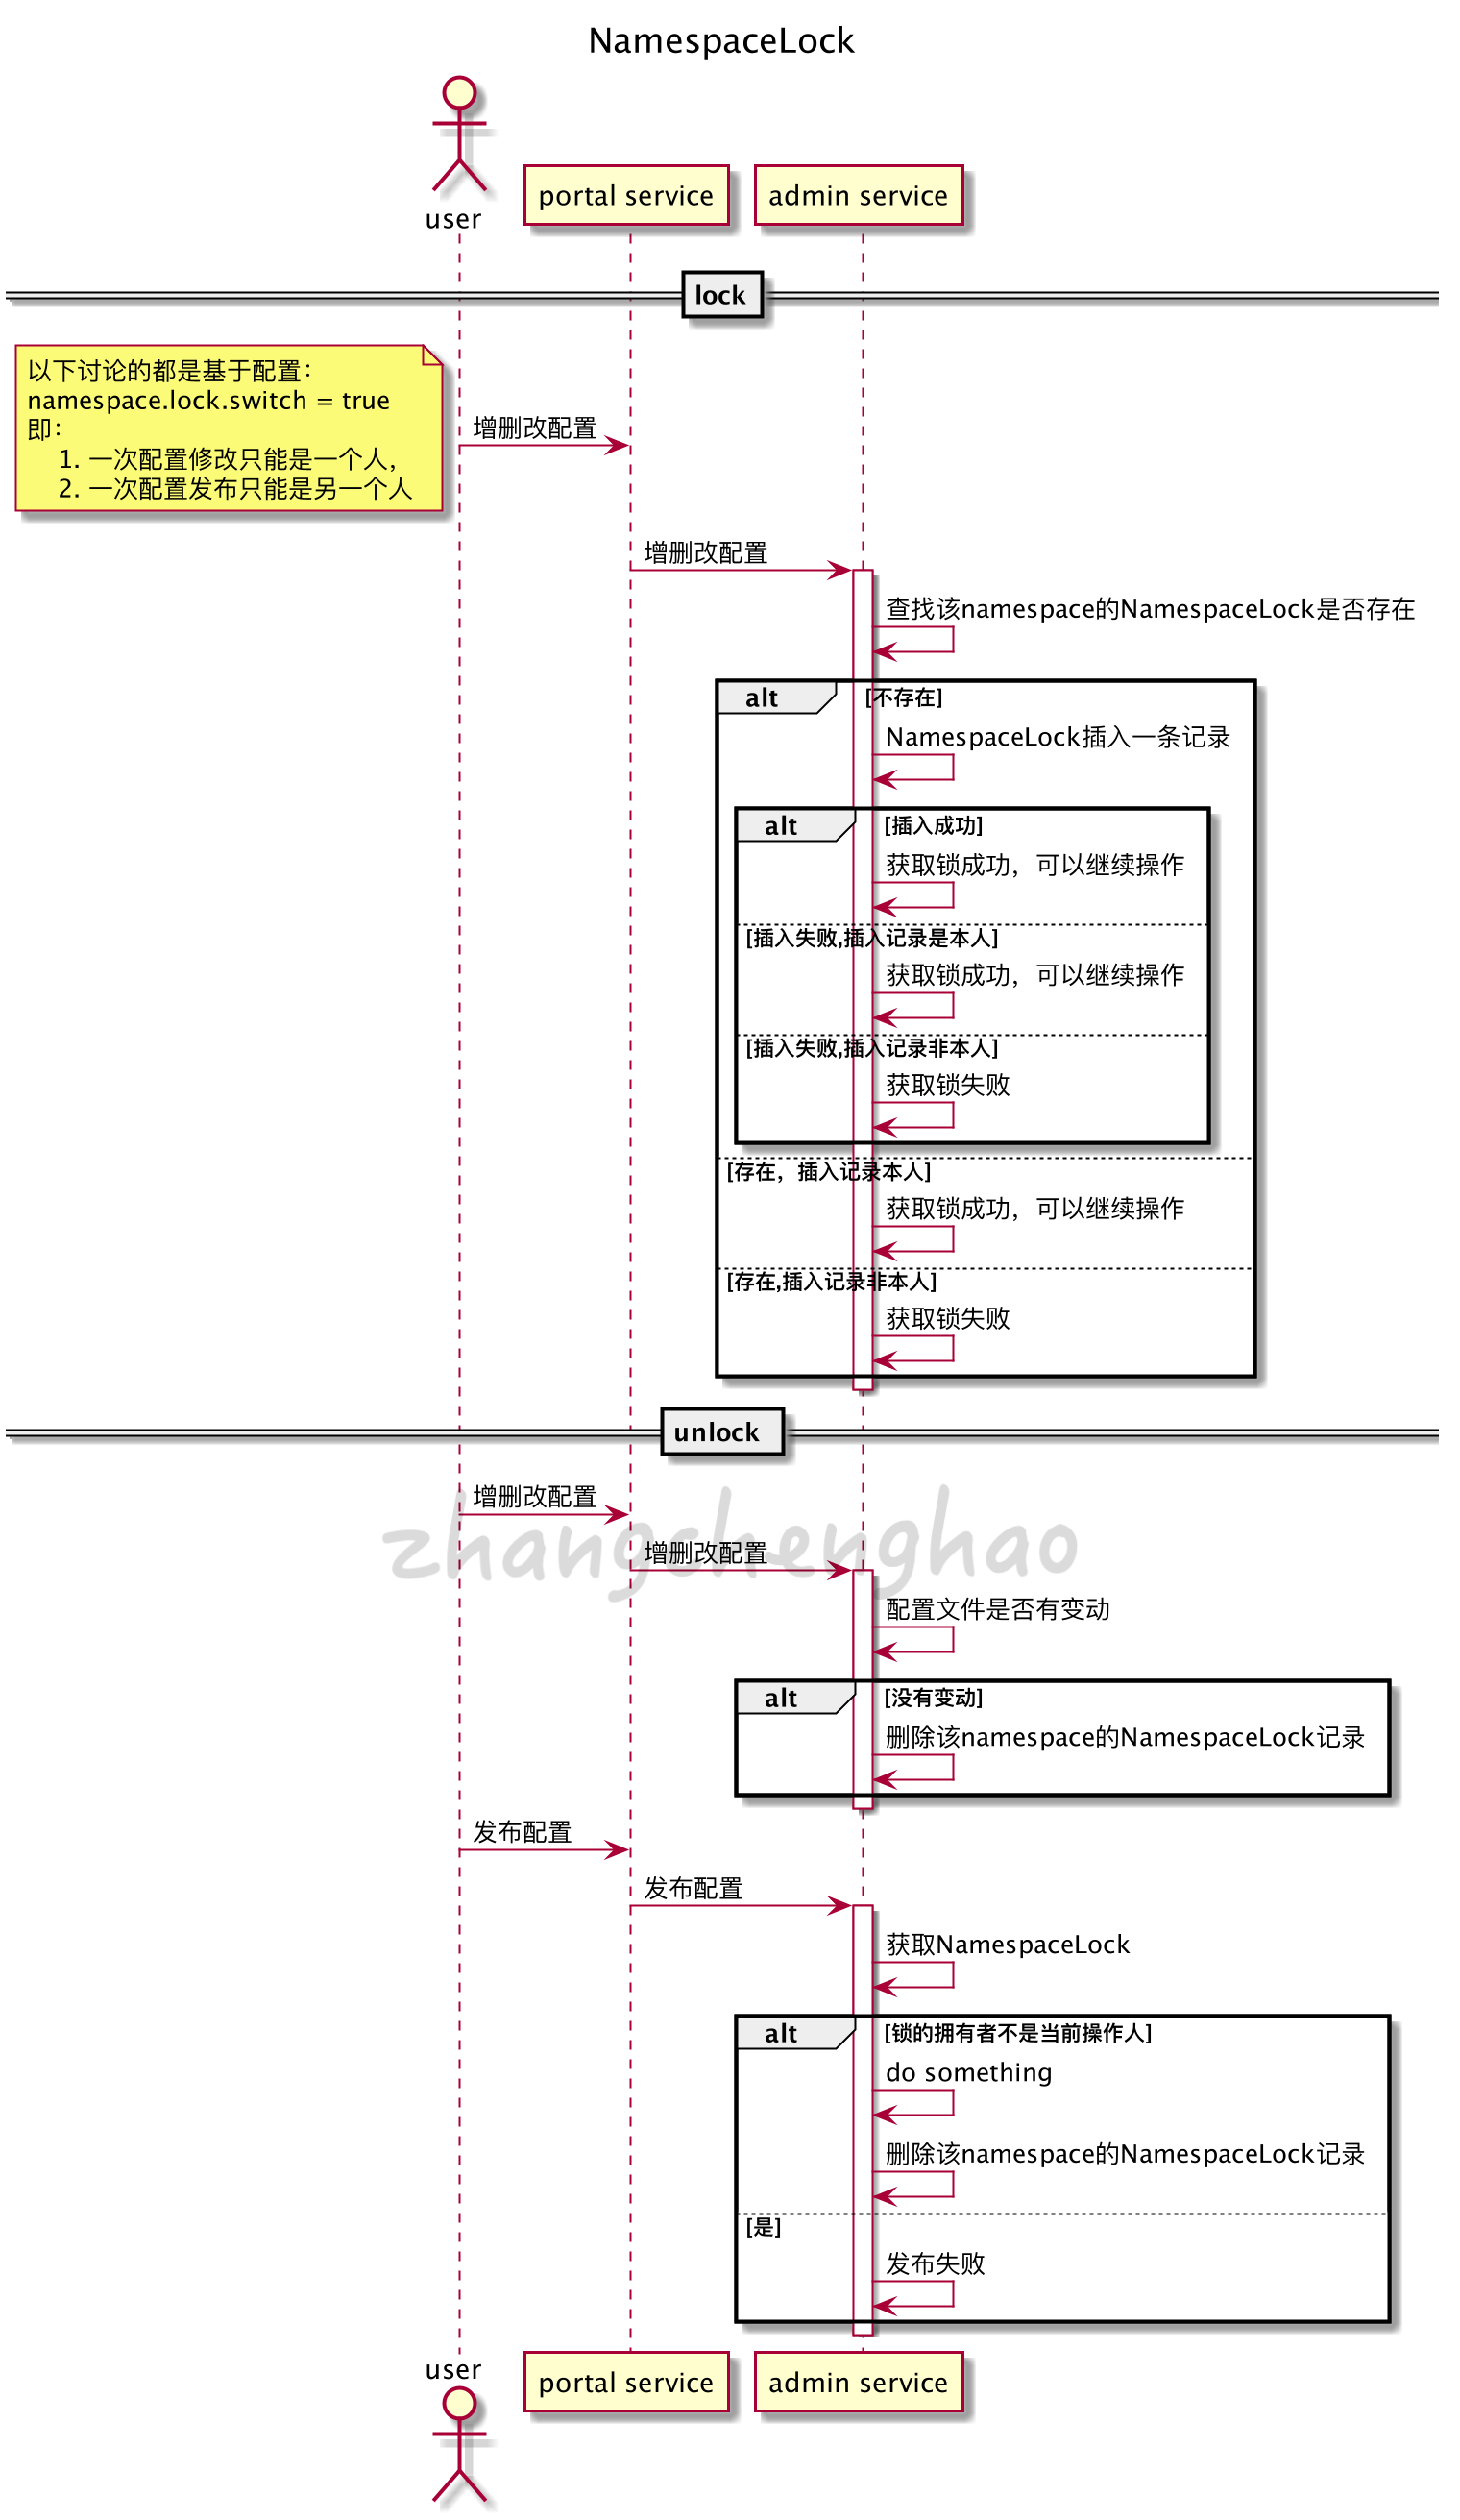 NamespaceLock
user
portal service
admin service
lock
以下讨论的都是基于配置：
namespace.lock.switch = true
即：
1. 一次配置修改只能是一个人，
2. 一次配置发布只能是另一个人
增删改配置
增删改配置
查找该namespace的NamespaceLock是否存在
alt [不存在]
NamespaceLock插入一条记录
alt [插入成功]
获取锁成功，可以继续操作
[插入失败,插入记录是本人]
获取锁成功，可以继续操作
[插入失败,插入记录非本人]
获取锁失败
[存在，插入记录本人]
获取锁成功，可以继续操作
[存在,插入记录非本人]
获取锁失败
unlock
增删改配置
zhangchenghao
增删改配置
配置文件是否有变动
alt [没有变动]
删除该namespace的NamespaceLock记录
发布配置
发布配置
获取NamespaceLock
alt [锁的拥有者不是当前操作人]
do something
删除该namespace的NamespaceLock记录
[是]
发布失败
user
portal service
admin service